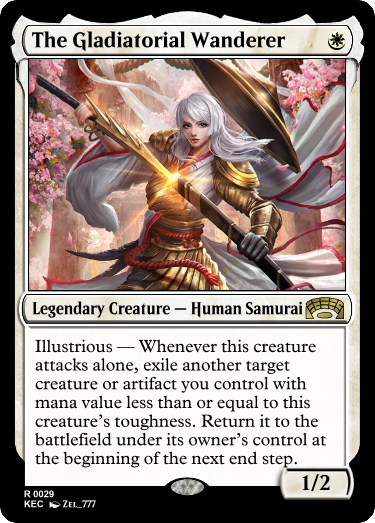 The Gladiatorial Wanderer
Legendary Creature — Human Samurai
Illustrious — Whenever this creature
attacks alone, exile another target
creature or artifact you control with
mana value less than or equal to this
creature's toughness. Return it to the
battlefield under its owner's control at
the beginning of the next end step.
1/2
R 0029
KEC Zel_777